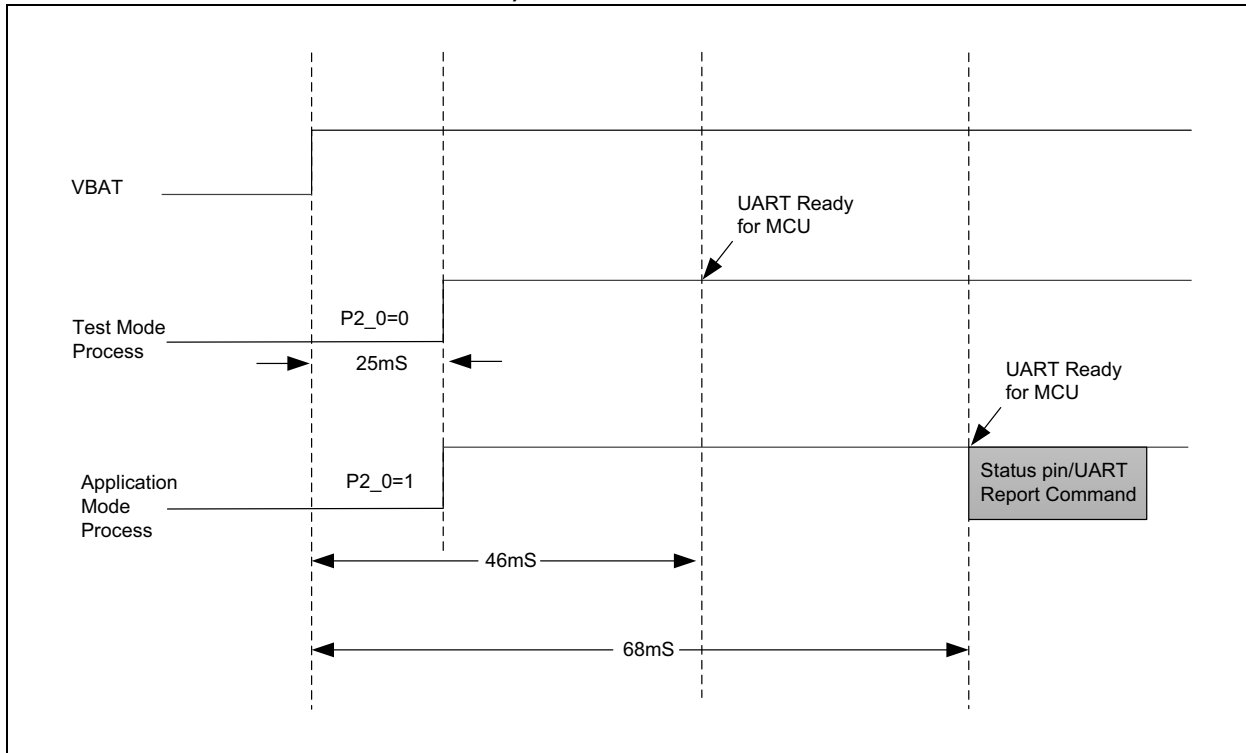 VBAT
UART Ready
for MCU
Test Mode
Process
P2_0=0
25mS
UART Ready
for MCU
Application
Mode
Process
P2_0=1
Status pin/UART
Report Command
46mS
68mS